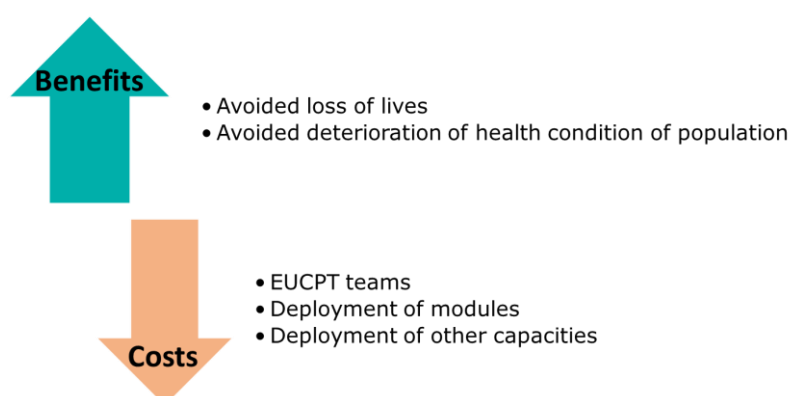 Benefits
• Avoided loss of lives
• Avoided deterioration of health condition of population
• EUCPT teams
• Deployment of modules
• Deployment of other capacities
Costs